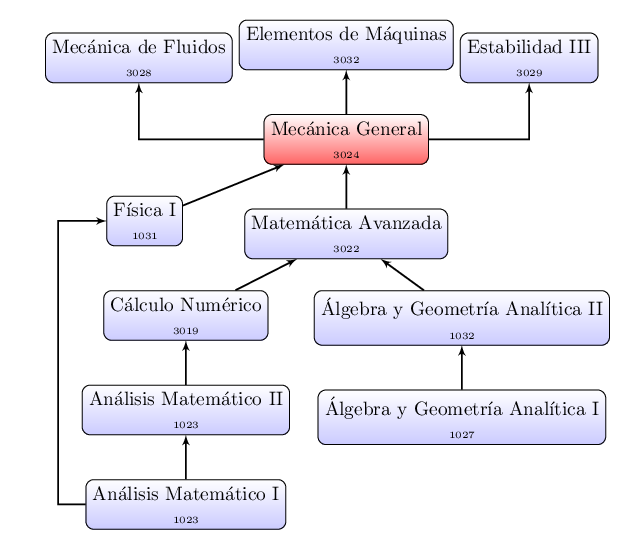 Mecánica de Fluidos
3028
Elementos de Máquinas
3032
Estabilidad III
3029
Mecánica General
3024
Física I
1031
Matemática Avanzada
3022
Cálculo Numérico
3019
Álgebra y Geometría Analítica II
1032
Análisis Matemático II
1023
Álgebra y Geometría Analítica I
1027
Análisis Matemático I
1023